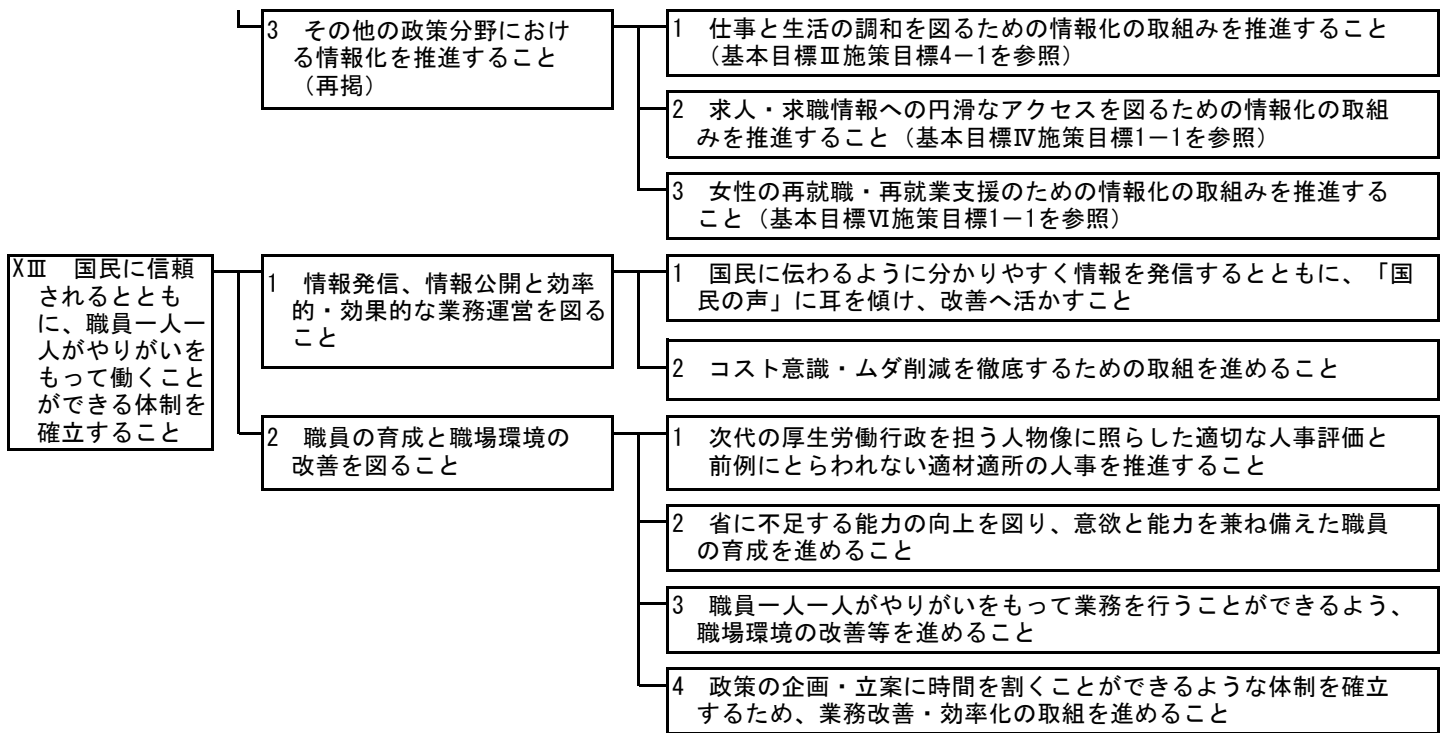 3 その他の政策分野におけ
る情報化を推進すること
（再掲）
1 仕事と生活の調和を図るための情報化の取組みを推進すること
（基本目標Ⅲ施策目標4－1を参照）
2 求人・求職情報への円滑なアクセスを図るための情報化の取組
みを推進すること（基本目標Ⅳ施策目標1－1を参照）
3 女性の再就職・再就業支援のための情報化の取組みを推進する
こと（基本目標Ⅵ施策目標1－1を参照）
XⅢ 国民に信頼
されるととも
に、職員一人一
人がやりがいを
もって働くこと
ができる体制を
確立すること
1 情報発信、情報公開と効率
的・効果的な業務運営を図る
こと
1 国民に伝わるように分かりやすく情報を発信するとともに、「国
民の声」に耳を傾け、改善へ活かすこと
2 コスト意識・ムダ削減を徹底するための取組を進めること
2 職員の育成と職場環境の
改善を図ること
1 次代の厚生労働行政を担う人物像に照らした適切な人事評価と
前例にとらわれない適材適所の人事を推進すること
2 省に不足する能力の向上を図り、意欲と能力を兼ね備えた職員
の育成を進めること
3 職員一人一人がやりがいをもって業務を行うことができるよう、
職場環境の改善等を進めること
4 政策の企画・立案に時間を割くことができるような体制を確立
するため、業務改善・効率化の取組を進めること